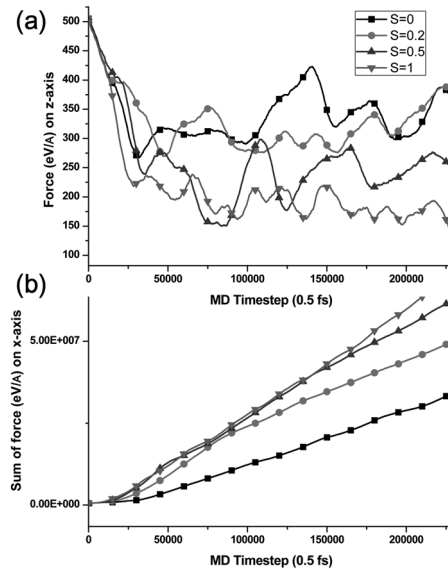 (a)
S=0
S=0.2
S=0.5
S=1
Force (eV/A) on z-axis
500
450
400
350
300
250
200
150
100
0 50000 100000 150000 200000
MD Timestep (0.5 fs)
(b)
Sum of force (eV/A) on x-axis
5.00E+007
0.00E+000
0 50000 100000 150000 200000
MD Timestep (0.5 fs)